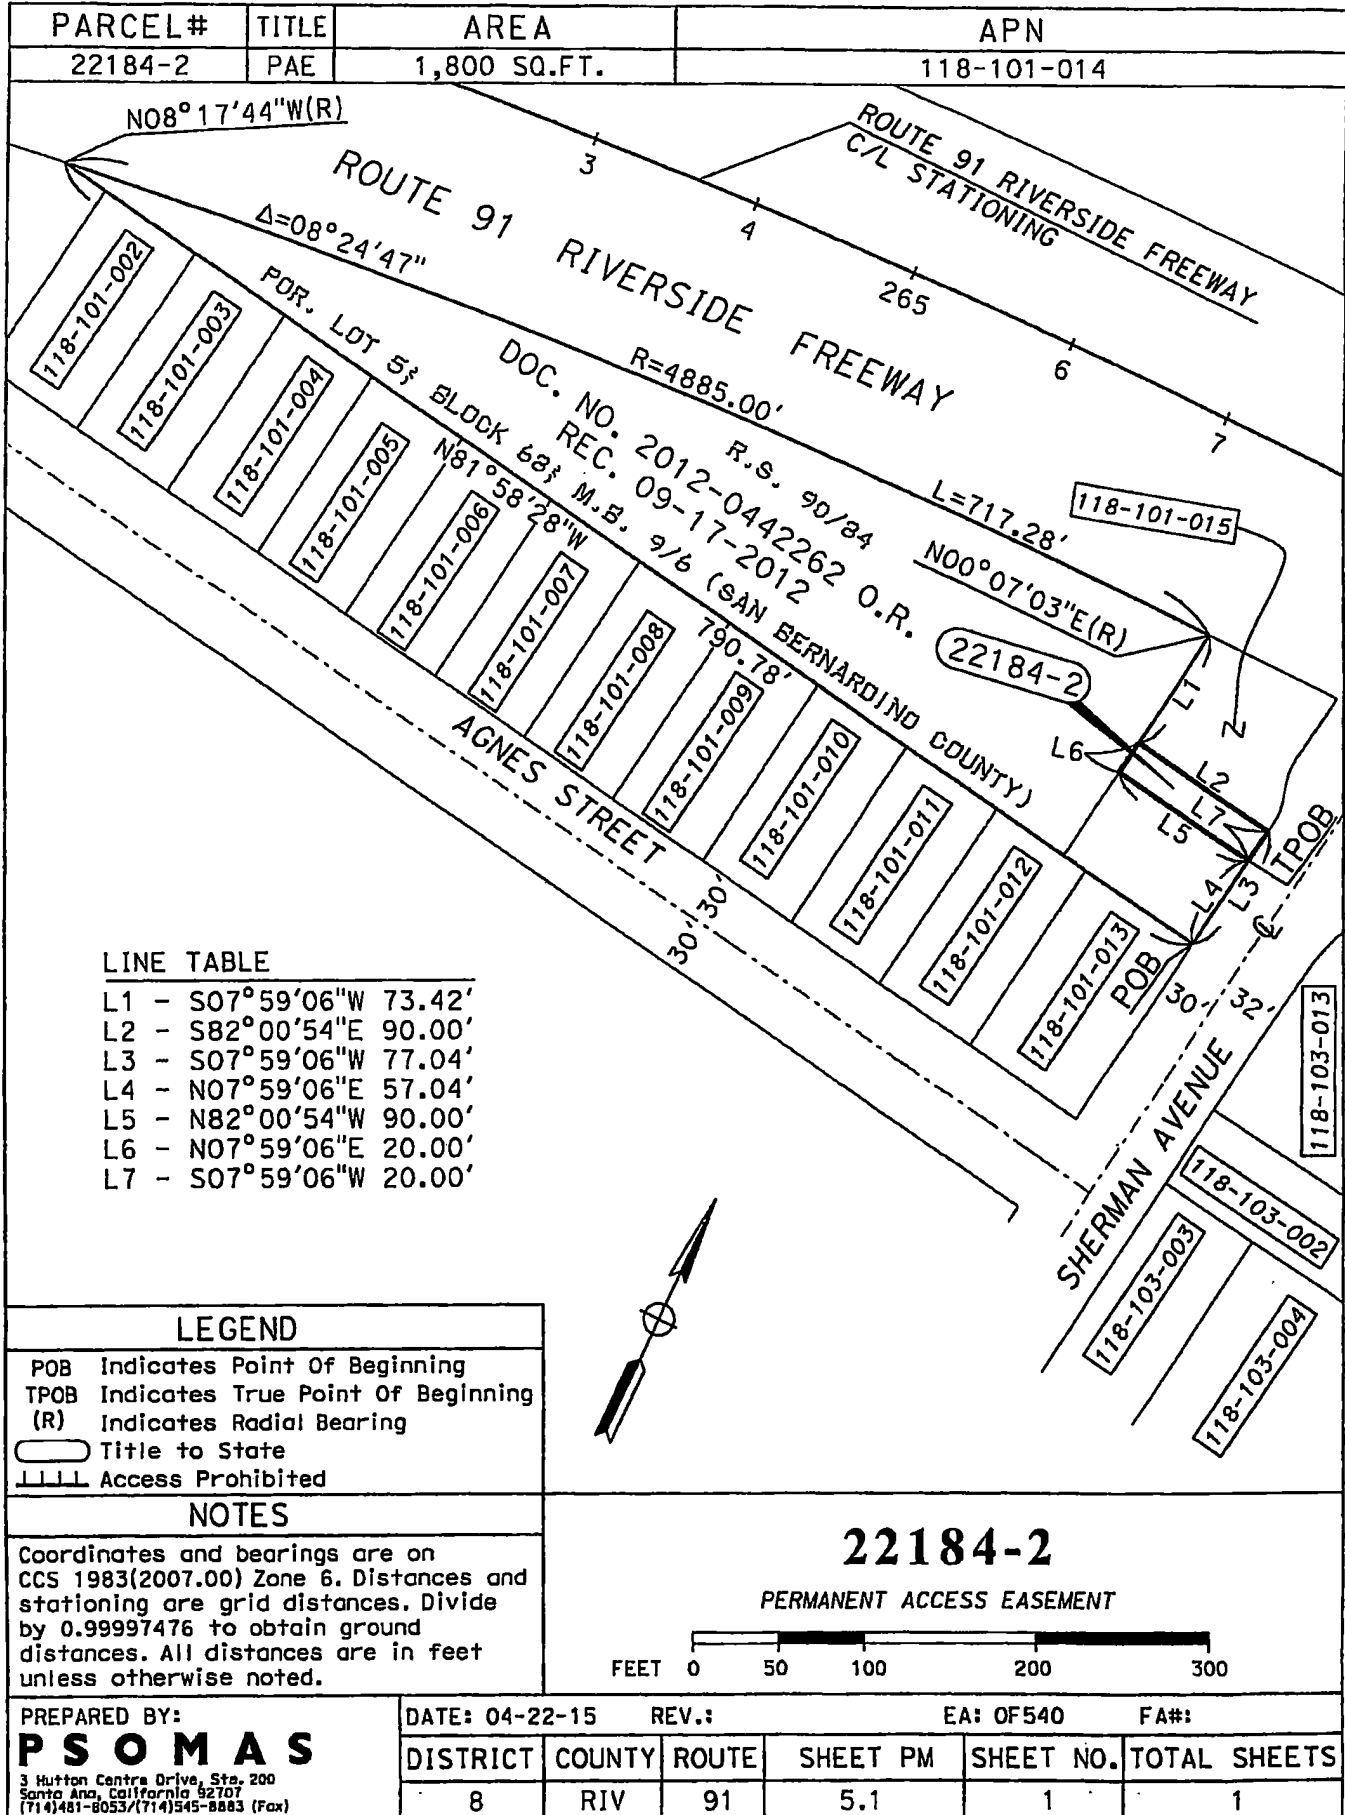 PARCEL# TITLE AREA APN
22184-2 PAE 1,800 SQ.FT. 118-101-014
N08°17'44"W(R)
ROUTE 91 RIVERSIDE FREEWAY
C/L STATIONING
3
4
265
6
7
ROUTE 91 RIVERSIDE FREEWAY
Δ=08°24'47"
R=4885.00'
L=717.28'
POR. LOT 5, BLOCK 68, M.B. 9/6 (SAN BERNARDINO COUNTY)
DOC. NO. 2012-0442262 O.R.
REC. 09-17-2012
R.S. 90/84
N81°58'28"W
790.78'
N00°07'03"E(R)
118-101-015
22184-2
118-101-002
118-101-003
118-101-004
118-101-005
118-101-006
118-101-007
118-101-008
118-101-009
118-101-010
118-101-011
118-101-012
118-101-013
L1
L2
L6
L7
L5
L4
L3
TPOB
POB
AGNES STREET
30' 30'
30' 32'
SHERMAN AVENUE
118-103-013
118-103-002
118-103-003
118-103-004
LINE TABLE
L1 - S07°59'06"W 73.42'
L2 - S82°00'54"E 90.00'
L3 - S07°59'06"W 77.04'
L4 - N07°59'06"E 57.04'
L5 - N82°00'54"W 90.00'
L6 - N07°59'06"E 20.00'
L7 - S07°59'06"W 20.00'
LEGEND
POB Indicates Point Of Beginning
TPOB Indicates True Point Of Beginning
(R) Indicates Radial Bearing
Title to State
Access Prohibited
NOTES
Coordinates and bearings are on
CCS 1983(2007.00) Zone 6. Distances and
stationing are grid distances. Divide
by 0.99997476 to obtain ground
distances. All distances are in feet
unless otherwise noted.
22184-2
PERMANENT ACCESS EASEMENT
FEET 0 50 100 200 300
PREPARED BY:
PSOMAS
3 Hutton Centre Drive, Ste. 200
Santa Ana, California 92707
(714)481-8053/(714)545-8883 (Fax)
DATE: 04-22-15 REV.: EA: 0F540 FA#:
DISTRICT COUNTY ROUTE SHEET PM SHEET NO. TOTAL SHEETS
8 RIV 91 5.1 1 1